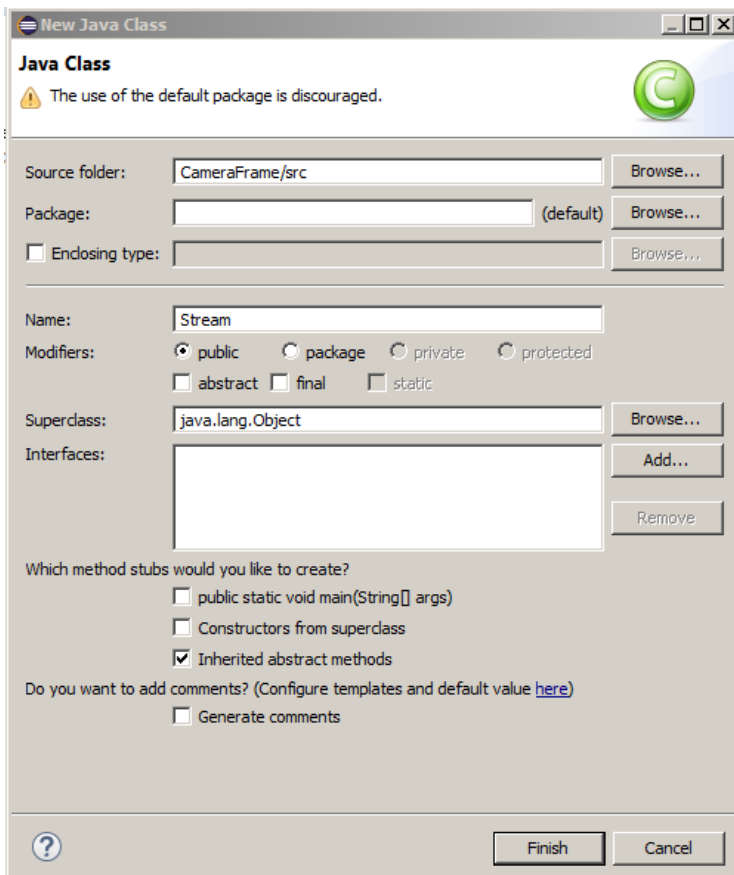 New Java Class
Java Class
The use of the default package is discouraged.
Source folder: CameraFrame/src Browse...
Package: (default) Browse...
Enclosing type: Browse...
Name: Stream
Modifiers: public package private protected
abstract final static
Superclass: java.lang.Object Browse...
Interfaces: Add...
Remove
Which method stubs would you like to create?
public static void main(String[] args)
Constructors from superclass
Inherited abstract methods
Do you want to add comments? (Configure templates and default value here)
Generate comments
? Finish Cancel